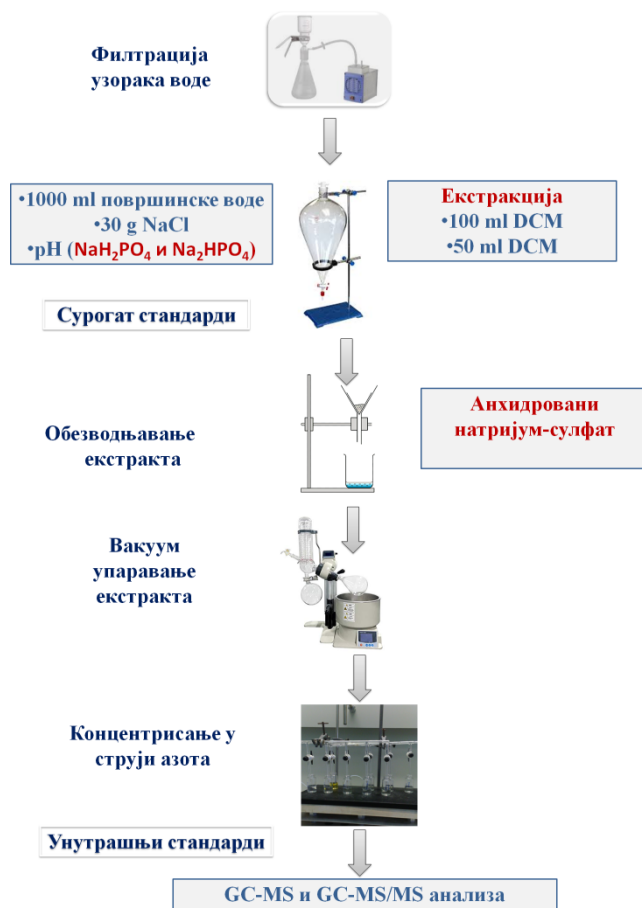 Филтрација
узорака воде
•1000 ml површинске воде
•30 g NaCl
•pH (NaH₂PO₄ и Na₂HPO₄)
Екстракција
•100 ml DCM
•50 ml DCM
Сурогат стандарди
Обезводњавање
екстракта
Анхидровани
натријум-сулфат
Вакуум
упаравање
екстракта
Концентрисање у
струји азота
Унутрашњи стандарди
GC-MS и GC-MS/MS анализа